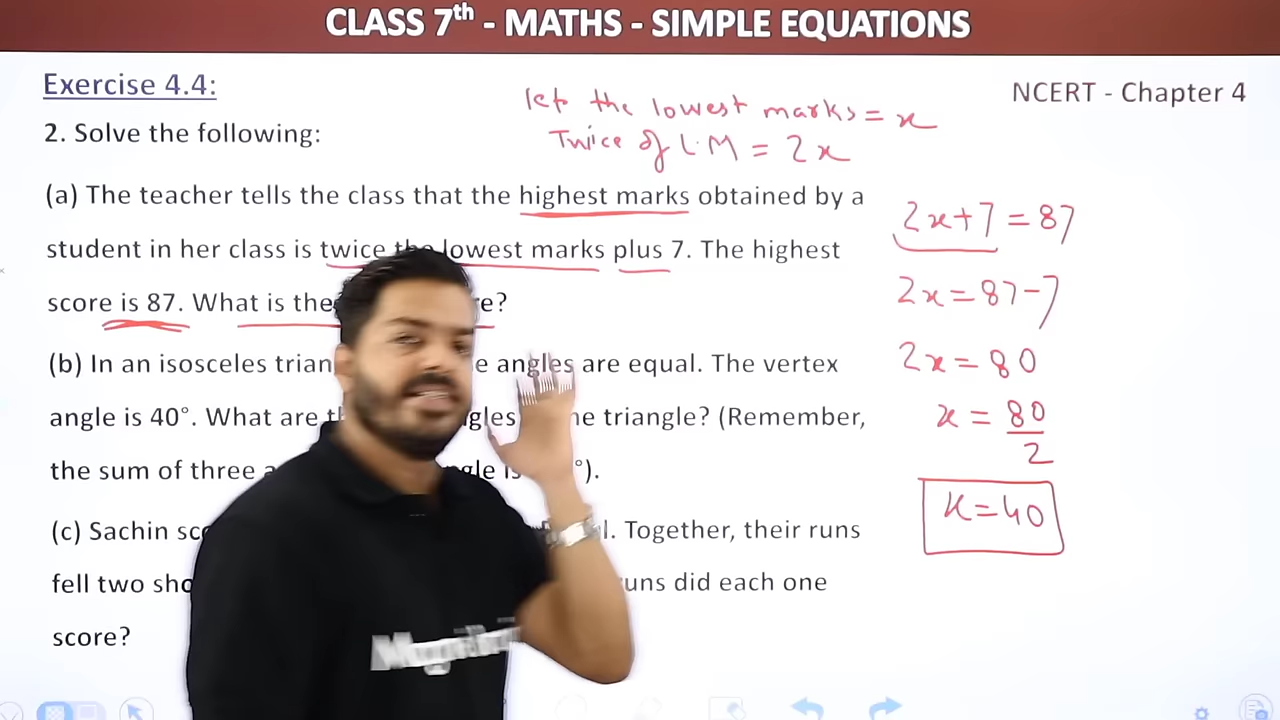 CLASS 7th - MATHS - SIMPLE EQUATIONS
Exercise 4.4:
NCERT - Chapter 4
let the lowest marks = x
Twice of L.M = 2x
2. Solve the following:
(a) The teacher tells the class that the highest marks obtained by a
student in her class is twice the lowest marks plus 7. The highest
score is 87. What is the e?
2x+7 = 87
2x = 87-7
2x = 80
x = 80
2
x = 40
(b) In an isosceles trian e angles are equal. The vertex
angle is 40°. What are gles ne triangle? (Remember,
the sum of three gle is °).
(c) Sachin sc l. Together, their runs
fell two sho uns did each one
score?